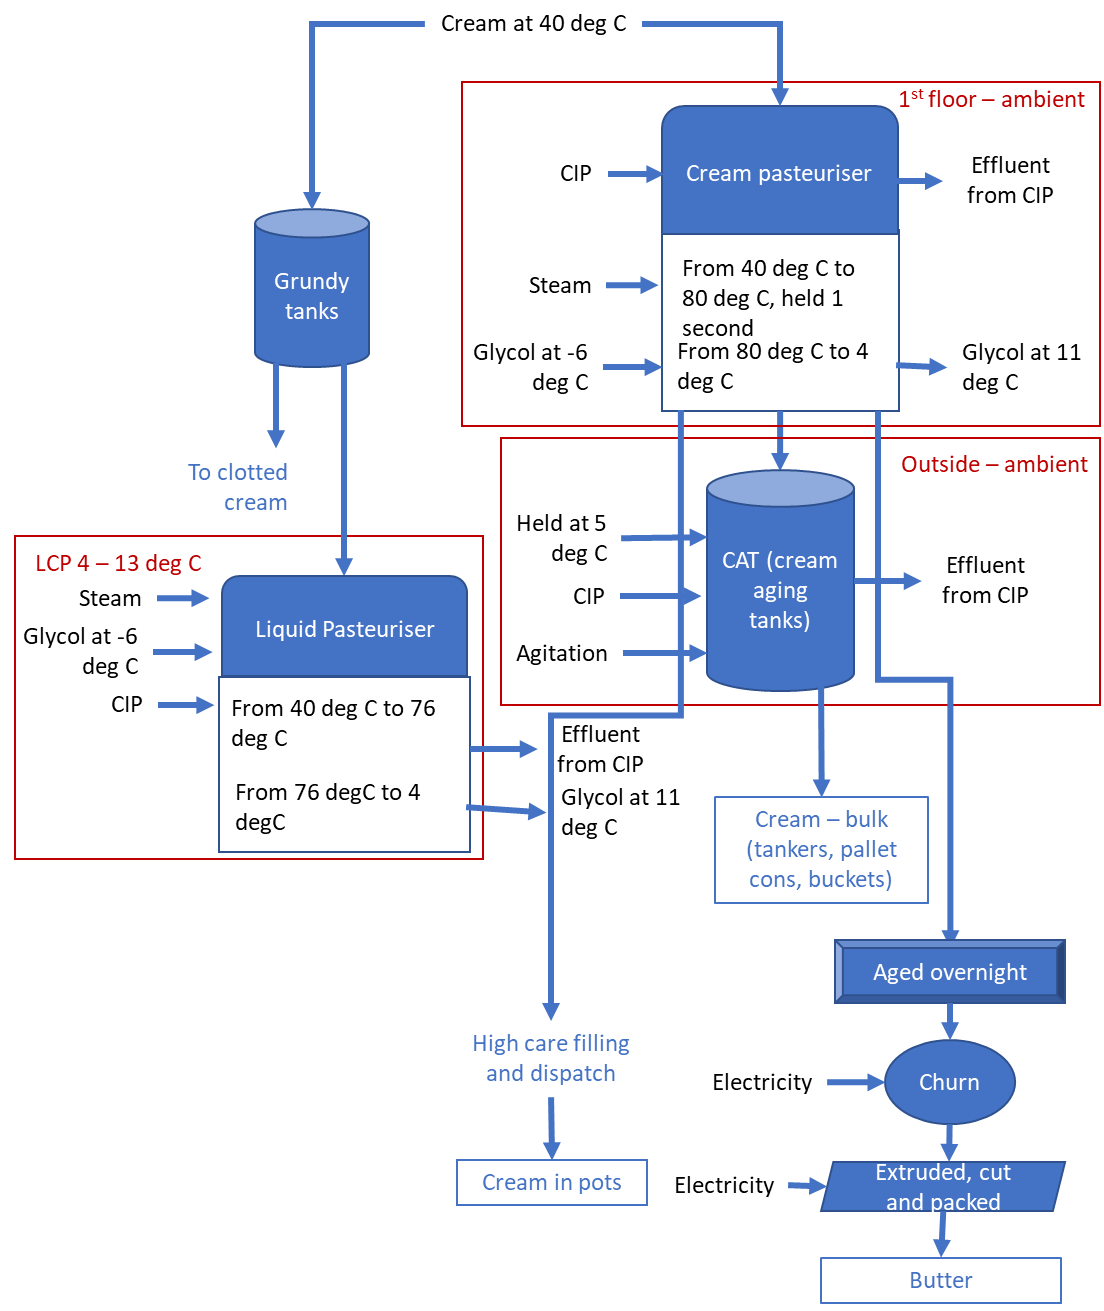 Cream at 40 deg C
1st floor – ambient
CIP
Cream pasteuriser
Effluent
from CIP
Steam
From 40 deg C to
80 deg C, held 1
second
Glycol at -6
deg C
From 80 deg C to 4
deg C
Glycol at 11
deg C
Grundy
tanks
To clotted
cream
Outside – ambient
Held at 5
deg C
CIP
Agitation
CAT (cream
aging
tanks)
Effluent
from CIP
LCP 4 – 13 deg C
Steam
Glycol at -6
deg C
CIP
Liquid Pasteuriser
From 40 deg C to 76
deg C
From 76 degC to 4
degC
Effluent
from CIP
Glycol at 11
deg C
Cream – bulk
(tankers, pallet
cons, buckets)
Aged overnight
High care filling
and dispatch
Electricity
Churn
Cream in pots
Electricity
Extruded, cut
and packed
Butter